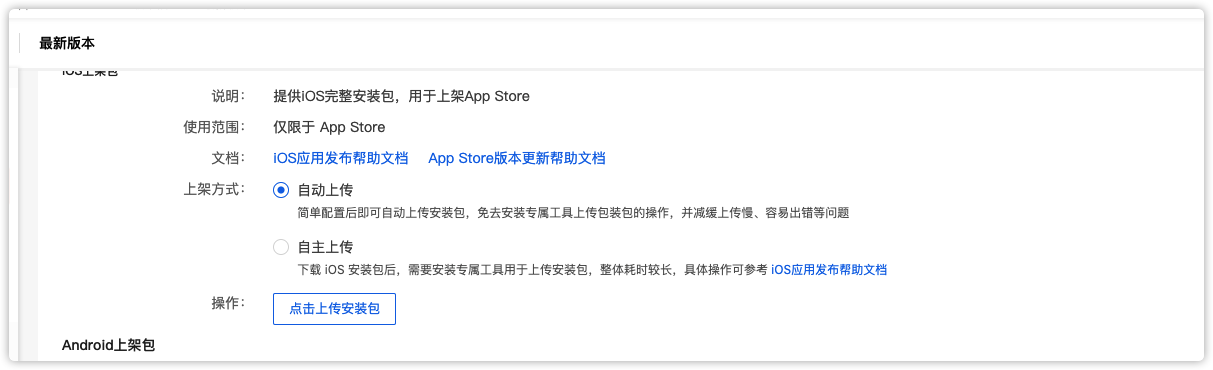 最新版本
iOS上架包
说明：
提供iOS完整安装包，用于上架App Store
使用范围：
仅限于 App Store
文档：
iOS应用发布帮助文档 App Store版本更新帮助文档
上架方式：
自动上传
简单配置后即可自动上传安装包，免去安装专属工具上传包装包的操作，并减缓上传慢、容易出错等问题
自主上传
下载 iOS 安装包后，需要安装专属工具用于上传安装包，整体耗时较长，具体操作可参考 iOS应用发布帮助文档
操作：
点击上传安装包
Android上架包